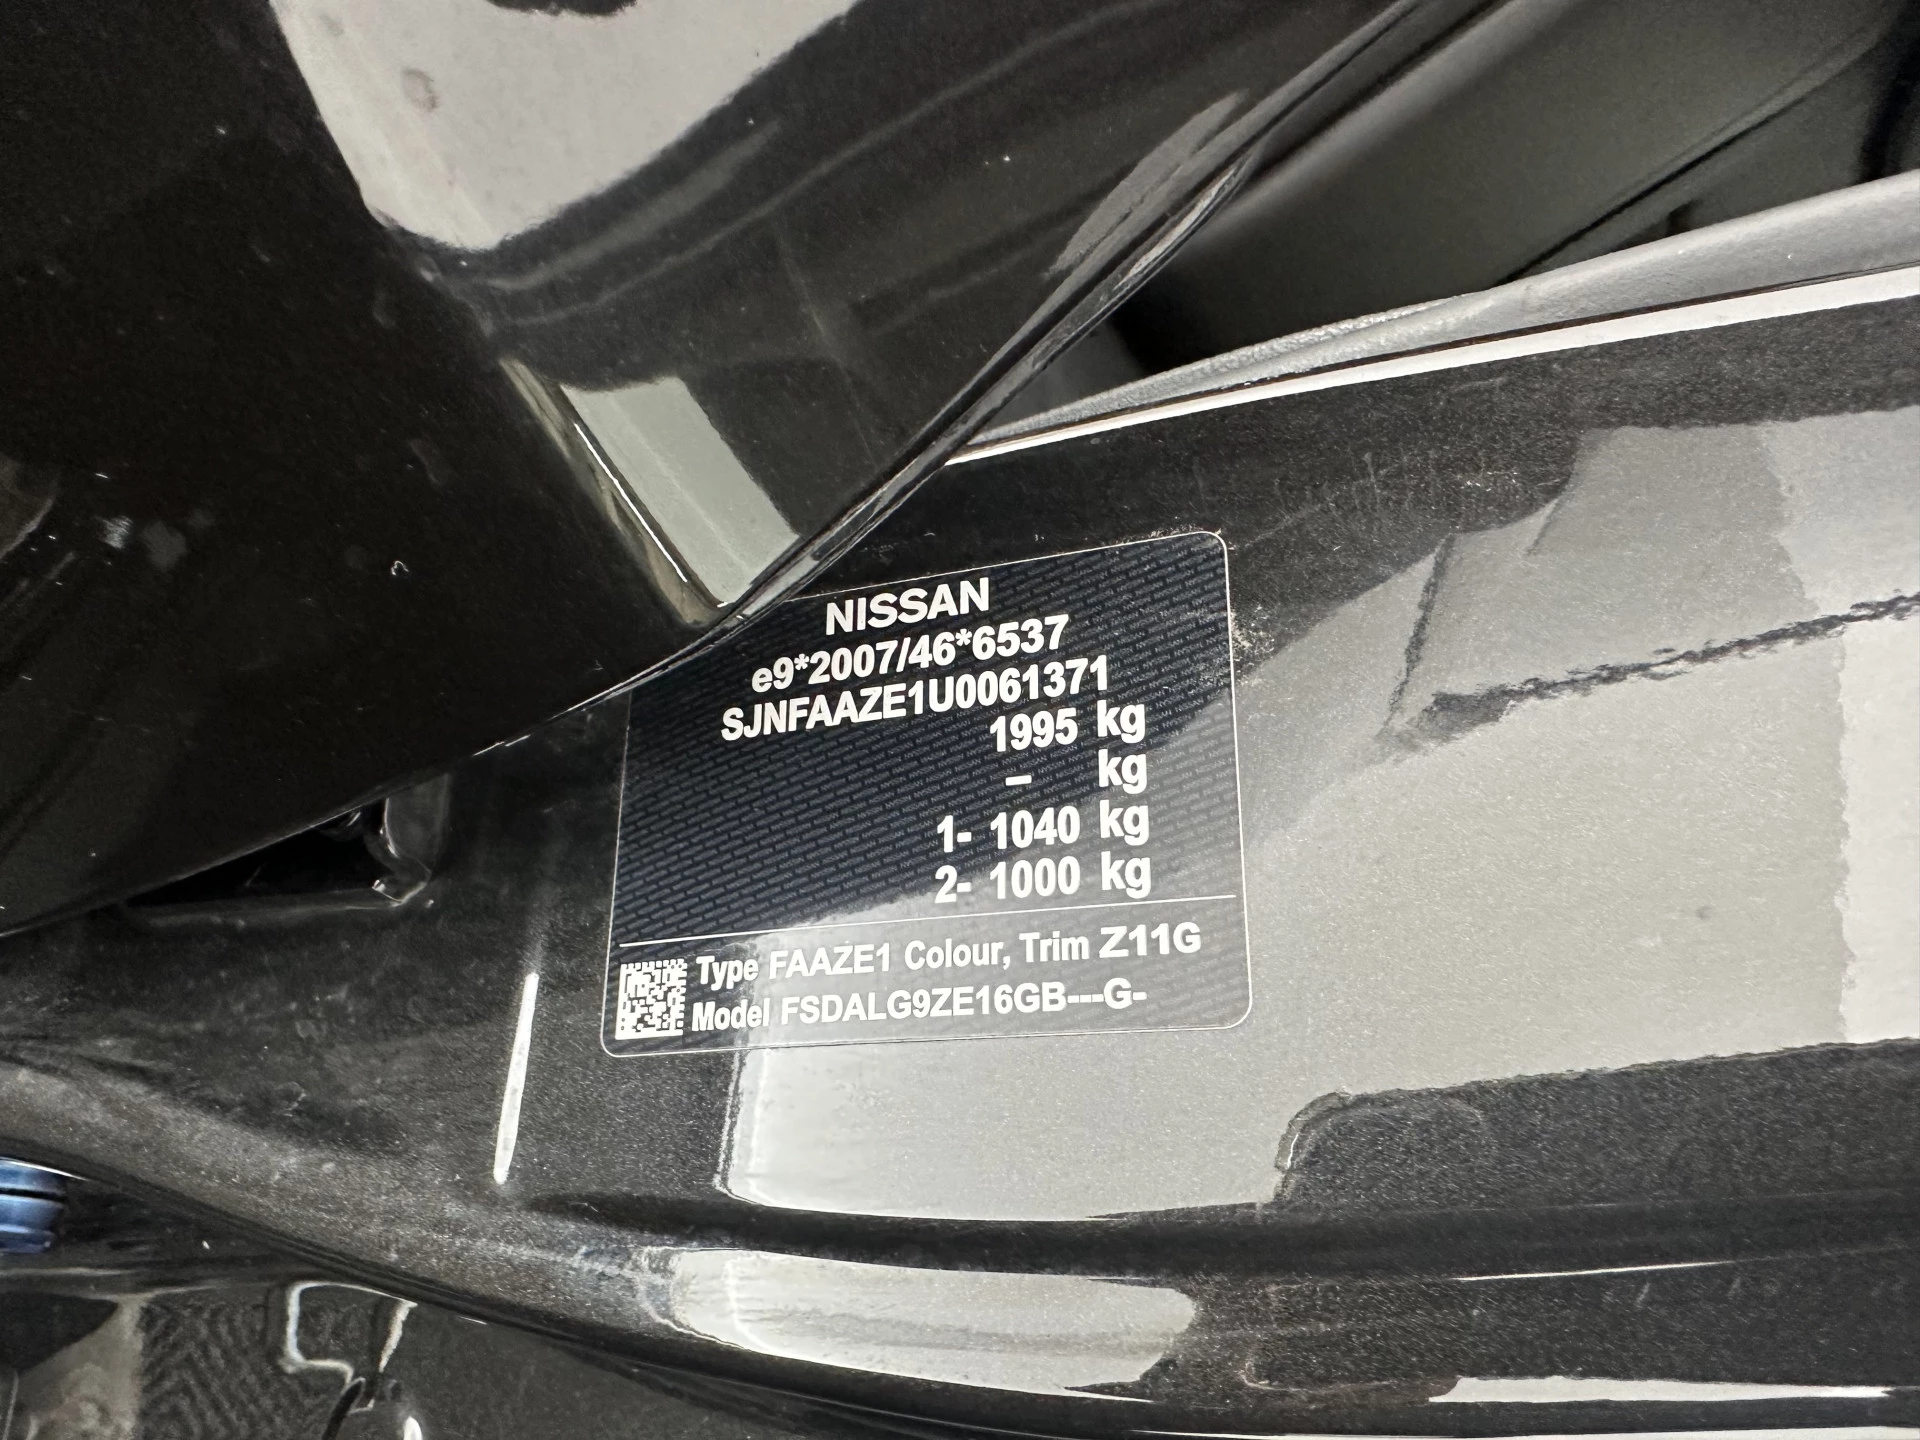 NISSAN
e9*2007/46*6537
SJNFAAZE1U0061371
1995 kg
– kg
1- 1040 kg
2- 1000 kg
Type FAAZE1 Colour, Trim Z11G
Model FSDALG9ZE16GB---G-